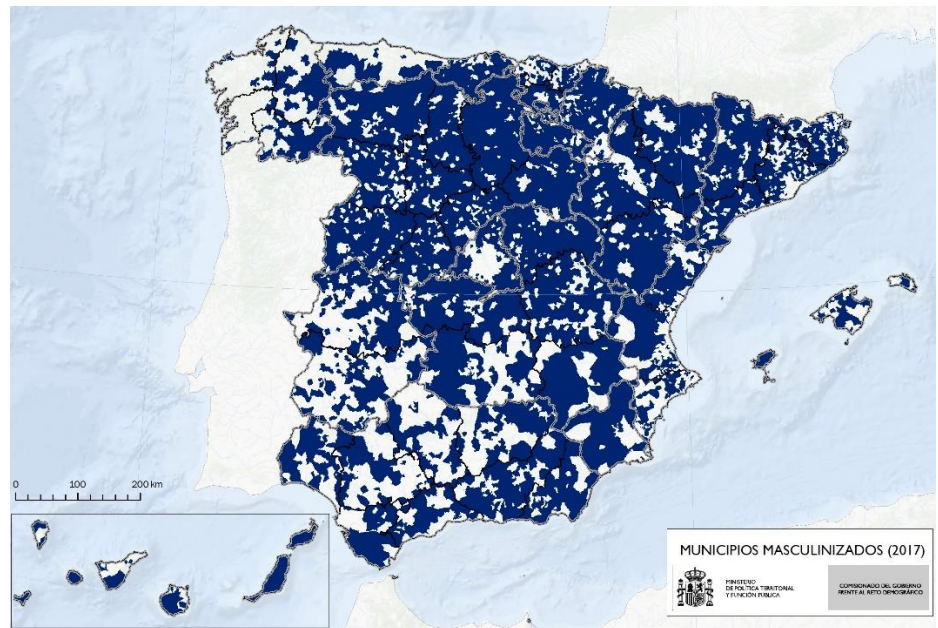 0 100 200 km
MUNICIPIOS MASCULINIZADOS (2017)
MINISTERIO
DE POLÍTICA TERRITORIAL
Y FUNCIÓN PÚBLICA
COMISIONADO DEL GOBIERNO
FRENTE AL RETO DEMOGRÁFICO